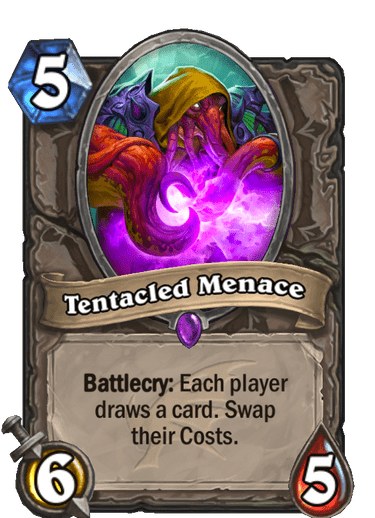 5
Tentacled Menace
Battlecry: Each player
draws a card. Swap
their Costs.
6
5